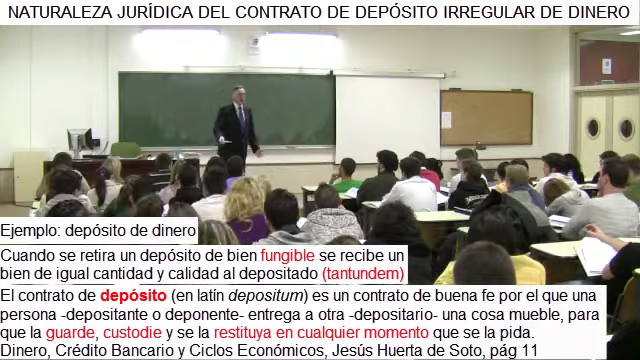 NATURALEZA JURÍDICA DEL CONTRATO DE DEPÓSITO IRREGULAR DE DINERO
Ejemplo: depósito de dinero
Cuando se retira un depósito de bien fungible se recibe un
bien de igual cantidad y calidad al depositado (tantundem)
El contrato de depósito (en latín depositum) es un contrato de buena fe por el que una
persona -depositante o deponente- entrega a otra -depositario- una cosa mueble, para
que la guarde, custodie y se la restituya en cualquier momento que se la pida.
Dinero, Crédito Bancario y Ciclos Económicos, Jesús Huerta de Soto, pág 11